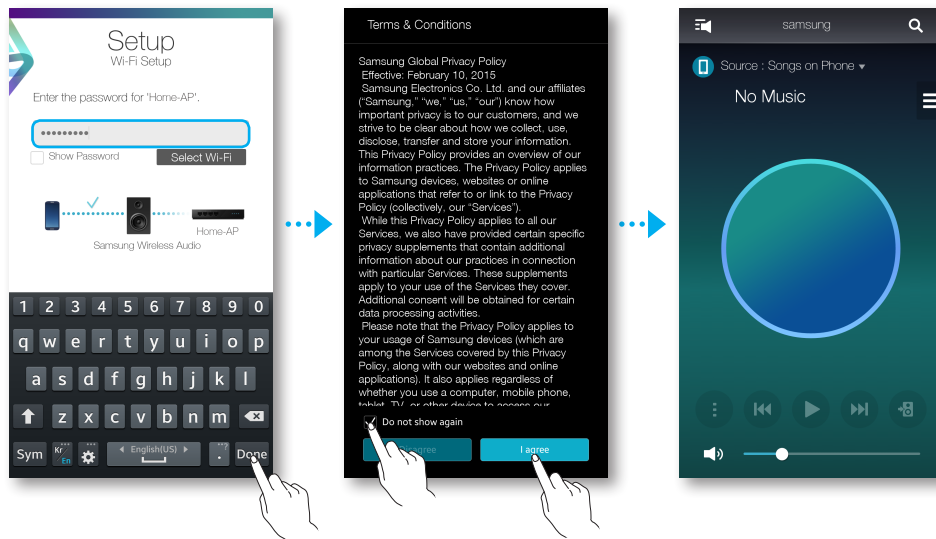 Setup
Wi-Fi Setup
Enter the password for 'Home-AP'.
•••••••••
Show Password
Select Wi-Fi
Home-AP
Samsung Wireless Audio
1 2 3 4 5 6 7 8 9 0
q w e r t y u i o p
a s d f g h j k l
z x c v b n m
Sym Kr/En English(US) . Done
Terms & Conditions
Samsung Global Privacy Policy
Effective: February 10, 2015
Samsung Electronics Co. Ltd. and our affiliates
(“Samsung,” “we,” “us,” “our”) know how
important privacy is to our customers, and we
strive to be clear about how we collect, use,
disclose, transfer and store your information.
This Privacy Policy provides an overview of our
information practices. The Privacy Policy applies
to Samsung devices, websites or online
applications that refer to or link to the Privacy
Policy (collectively, our “Services”).
While this Privacy Policy applies to all our
Services, we also have provided certain specific
privacy supplements that contain additional
information about our practices in connection
with particular Services. These supplements
apply to your use of the Services they cover.
Additional consent will be obtained for certain
data processing activities.
Please note that the Privacy Policy applies to
your usage of Samsung devices (which are
among the Services covered by this Privacy
Policy, along with our websites and online
applications). It also applies regardless of
whether you use a computer, mobile phone,
tablet, TV, or other device to access our
Do not show again
I agree
samsung
Source : Songs on Phone
No Music